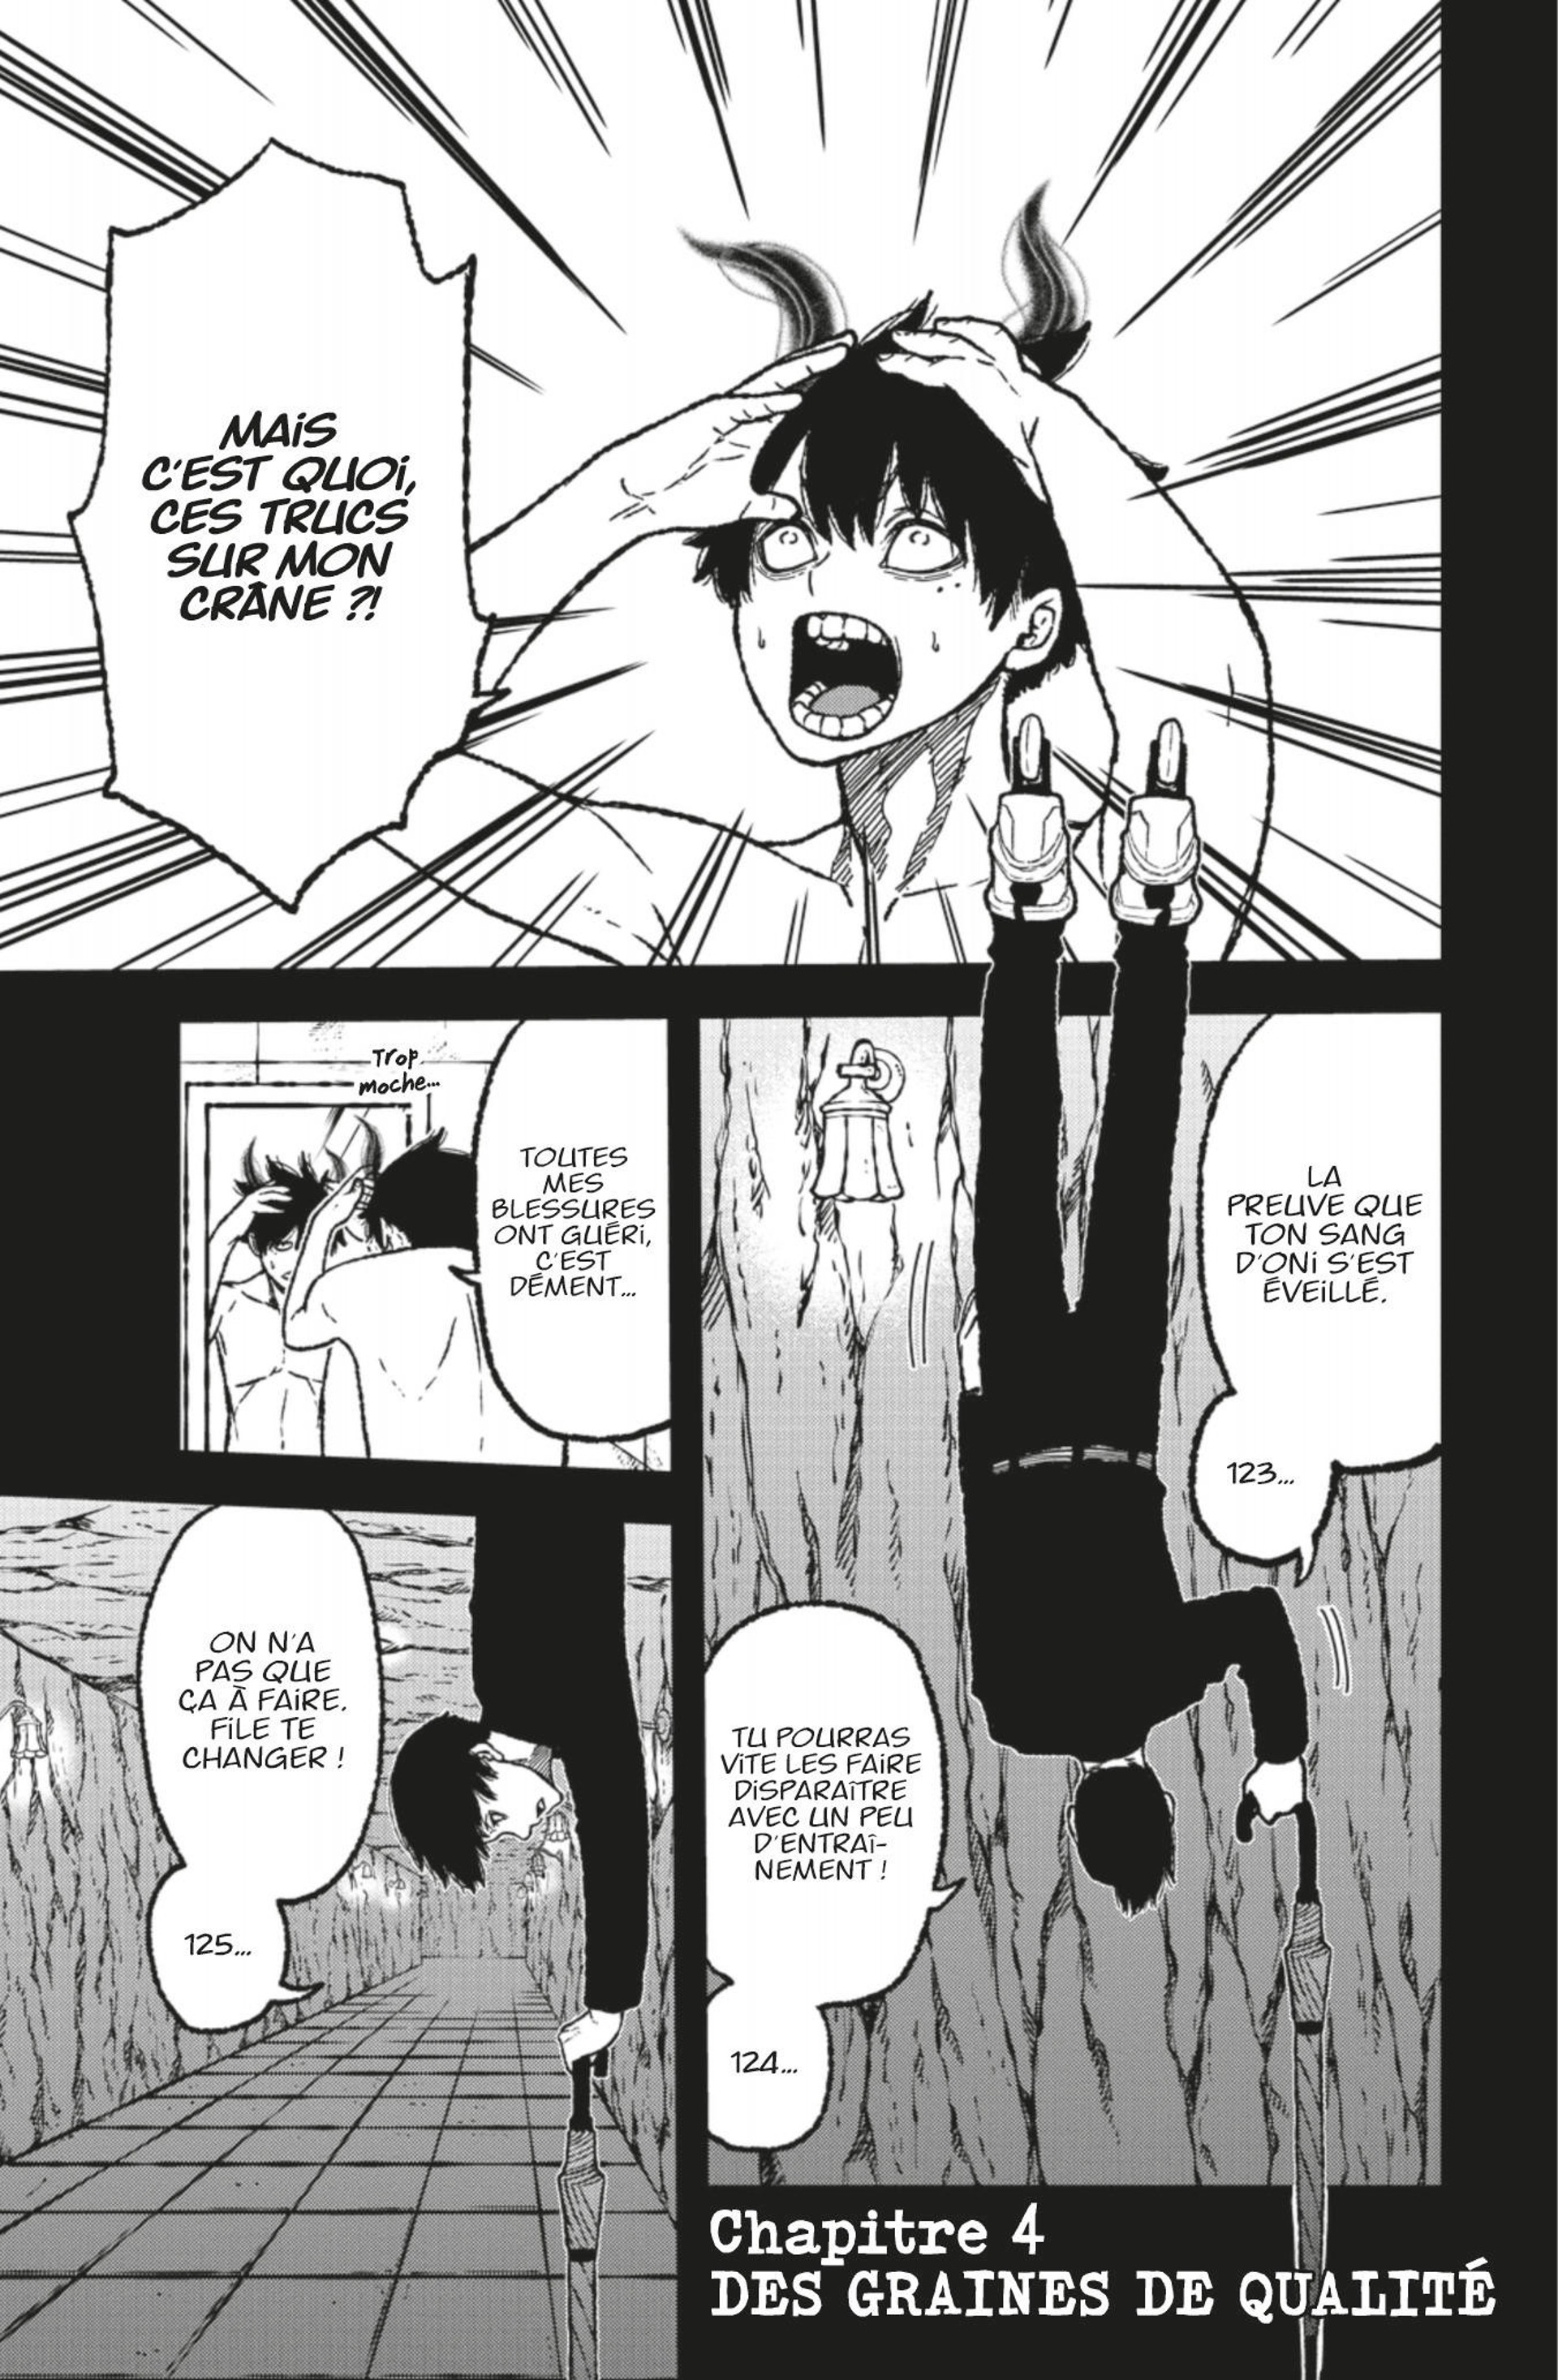 MAIS
C'EST QUOI,
CES TRUCS
SUR MON
CRÂNE ?!
LA
PREUVE QUE
TON SANG
D'ONI S'EST
ÉVEILLÉ.
123...
TU POURRAS
VITE LES FAIRE
DISPARAÎTRE
AVEC UN PEU
D'ENTRAÎ-
NEMENT !
124...
Trop
moche...
TOUTES
MES
BLESSURES
ONT GUÉRI,
C'EST
DÉMENT...
ON N'A
PAS QUE
ÇA À FAIRE.
FILE TE
CHANGER !
125...
Chapitre 4
DES GRAINES DE QUALITÉ